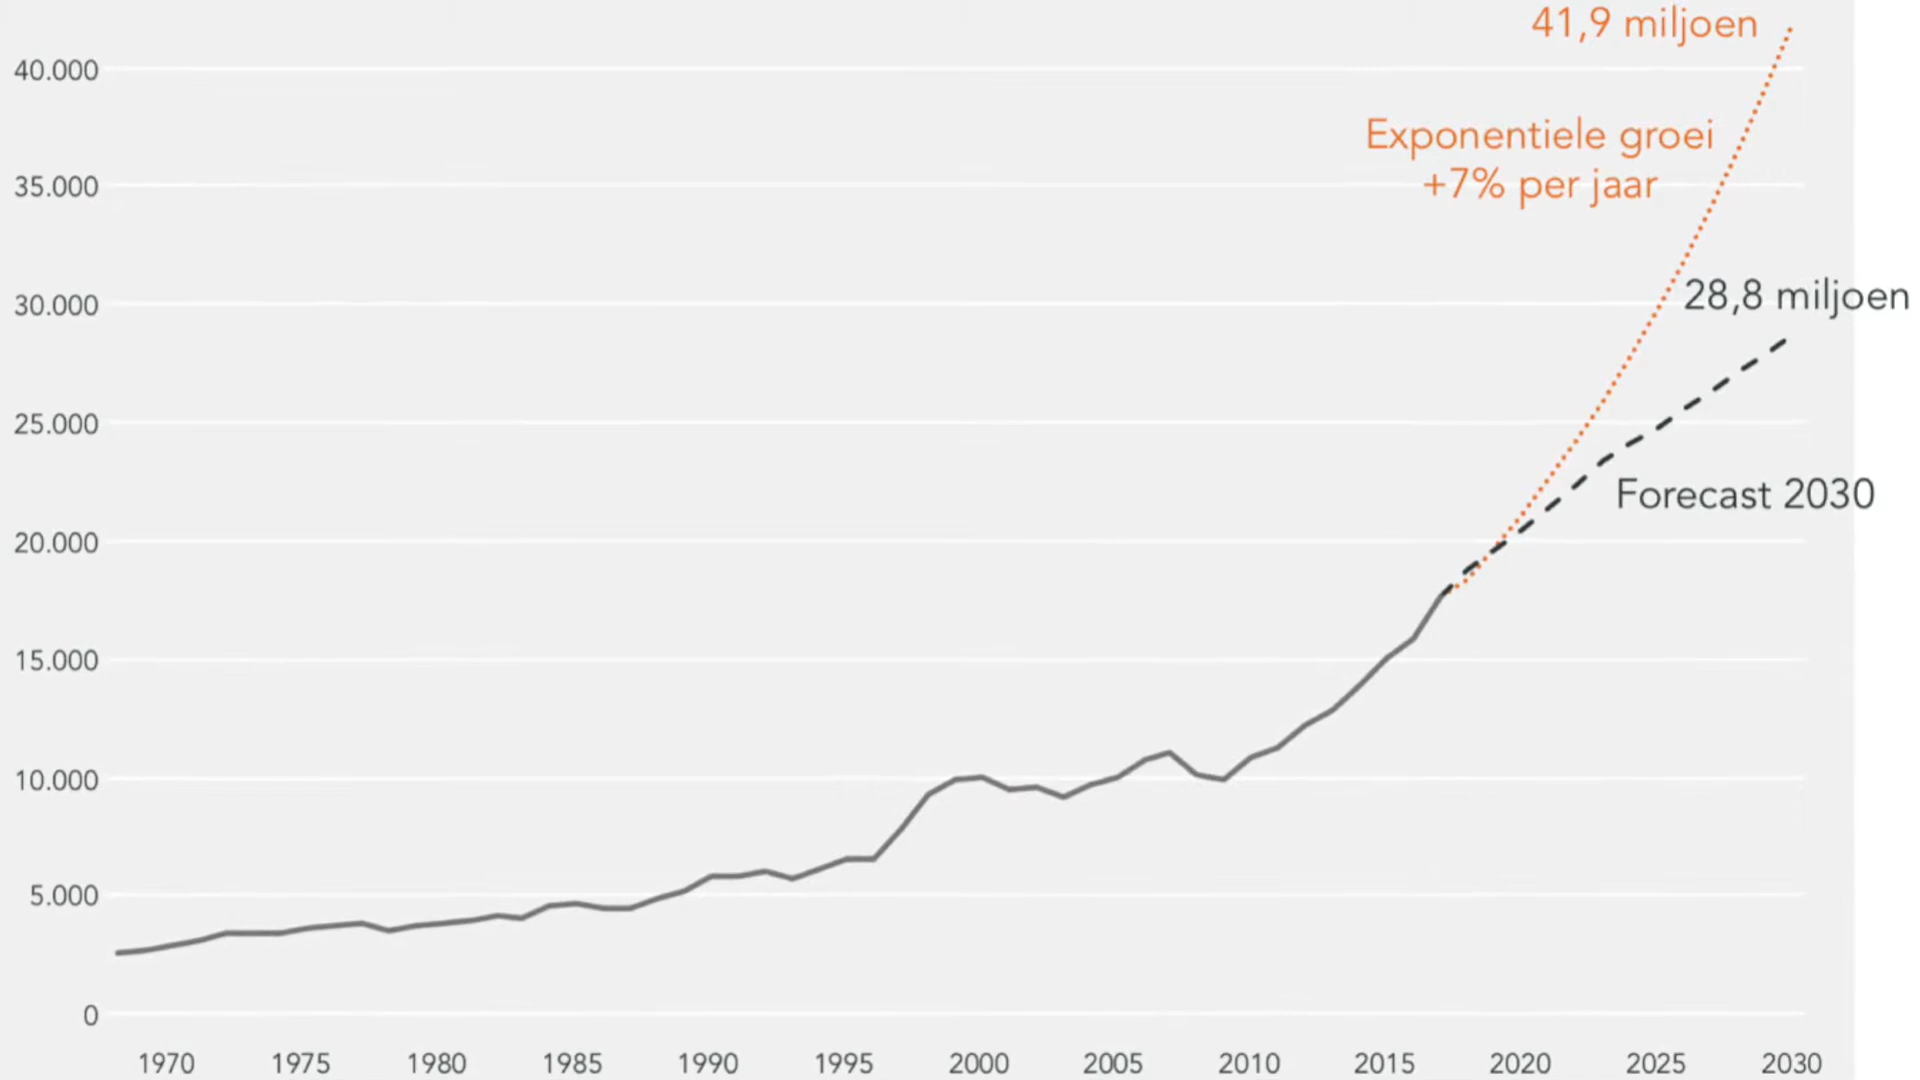 41,9 miljoen
40.000
Exponentiele groei
+7% per jaar
35.000
30.000
28,8 miljoen
25.000
Forecast 2030
20.000
15.000
10.000
5.000
0
1970 1975 1980 1985 1990 1995 2000 2005 2010 2015 2020 2025 2030